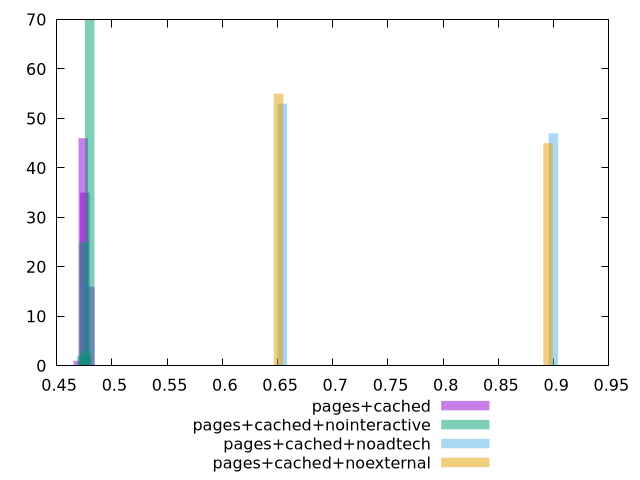 70
60
50
40
30
20
10
0
0.45 0.5 0.55 0.6 0.65 0.7 0.75 0.8 0.85 0.9 0.95
pages+cached
pages+cached+nointeractive
pages+cached+noadtech
pages+cached+noexternal